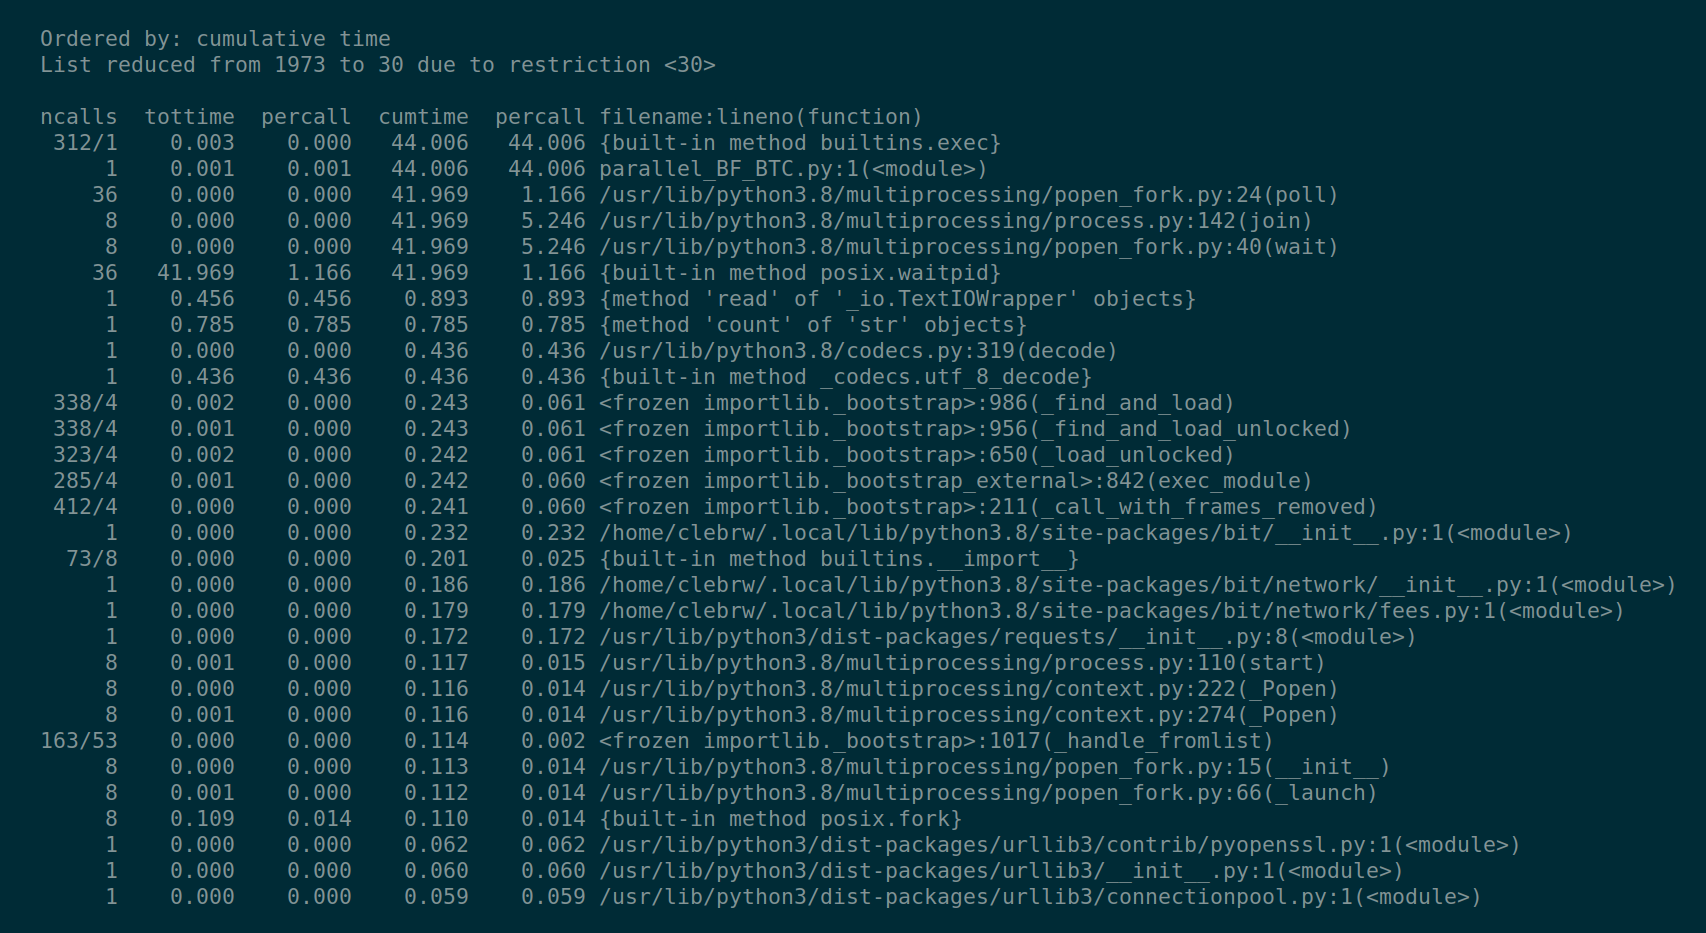 Ordered by: cumulative time
List reduced from 1973 to 30 due to restriction <30>
ncalls tottime percall cumtime percall filename:lineno(function)
312/1 0.003 0.000 44.006 44.006 {built-in method builtins.exec}
1 0.001 0.001 44.006 44.006 parallel_BF_BTC.py:1(<module>)
36 0.000 0.000 41.969 1.166 /usr/lib/python3.8/multiprocessing/popen_fork.py:24(poll)
8 0.000 0.000 41.969 5.246 /usr/lib/python3.8/multiprocessing/process.py:142(join)
8 0.000 0.000 41.969 5.246 /usr/lib/python3.8/multiprocessing/popen_fork.py:40(wait)
36 41.969 1.166 41.969 1.166 {built-in method posix.waitpid}
1 0.456 0.456 0.893 0.893 {method 'read' of '_io.TextIOWrapper' objects}
1 0.785 0.785 0.785 0.785 {method 'count' of 'str' objects}
1 0.000 0.000 0.436 0.436 /usr/lib/python3.8/codecs.py:319(decode)
1 0.436 0.436 0.436 0.436 {built-in method _codecs.utf_8_decode}
338/4 0.002 0.000 0.243 0.061 <frozen importlib._bootstrap>:986(_find_and_load)
338/4 0.001 0.000 0.243 0.061 <frozen importlib._bootstrap>:956(_find_and_load_unlocked)
323/4 0.002 0.000 0.242 0.061 <frozen importlib._bootstrap>:650(_load_unlocked)
285/4 0.001 0.000 0.242 0.060 <frozen importlib._bootstrap_external>:842(exec_module)
412/4 0.000 0.000 0.241 0.060 <frozen importlib._bootstrap>:211(_call_with_frames_removed)
1 0.000 0.000 0.232 0.232 /home/clebrw/.local/lib/python3.8/site-packages/bit/__init__.py:1(<module>)
73/8 0.000 0.000 0.201 0.025 {built-in method builtins.__import__}
1 0.000 0.000 0.186 0.186 /home/clebrw/.local/lib/python3.8/site-packages/bit/network/__init__.py:1(<module>)
1 0.000 0.000 0.179 0.179 /home/clebrw/.local/lib/python3.8/site-packages/bit/network/fees.py:1(<module>)
1 0.000 0.000 0.172 0.172 /usr/lib/python3/dist-packages/requests/__init__.py:8(<module>)
8 0.001 0.000 0.117 0.015 /usr/lib/python3.8/multiprocessing/process.py:110(start)
8 0.000 0.000 0.116 0.014 /usr/lib/python3.8/multiprocessing/context.py:222(_Popen)
8 0.001 0.000 0.116 0.014 /usr/lib/python3.8/multiprocessing/context.py:274(_Popen)
163/53 0.000 0.000 0.114 0.002 <frozen importlib._bootstrap>:1017(_handle_fromlist)
8 0.000 0.000 0.113 0.014 /usr/lib/python3.8/multiprocessing/popen_fork.py:15(__init__)
8 0.001 0.000 0.112 0.014 /usr/lib/python3.8/multiprocessing/popen_fork.py:66(_launch)
8 0.109 0.014 0.110 0.014 {built-in method posix.fork}
1 0.000 0.000 0.062 0.062 /usr/lib/python3/dist-packages/urllib3/contrib/pyopenssl.py:1(<module>)
1 0.000 0.000 0.060 0.060 /usr/lib/python3/dist-packages/urllib3/__init__.py:1(<module>)
1 0.000 0.000 0.059 0.059 /usr/lib/python3/dist-packages/urllib3/connectionpool.py:1(<module>)